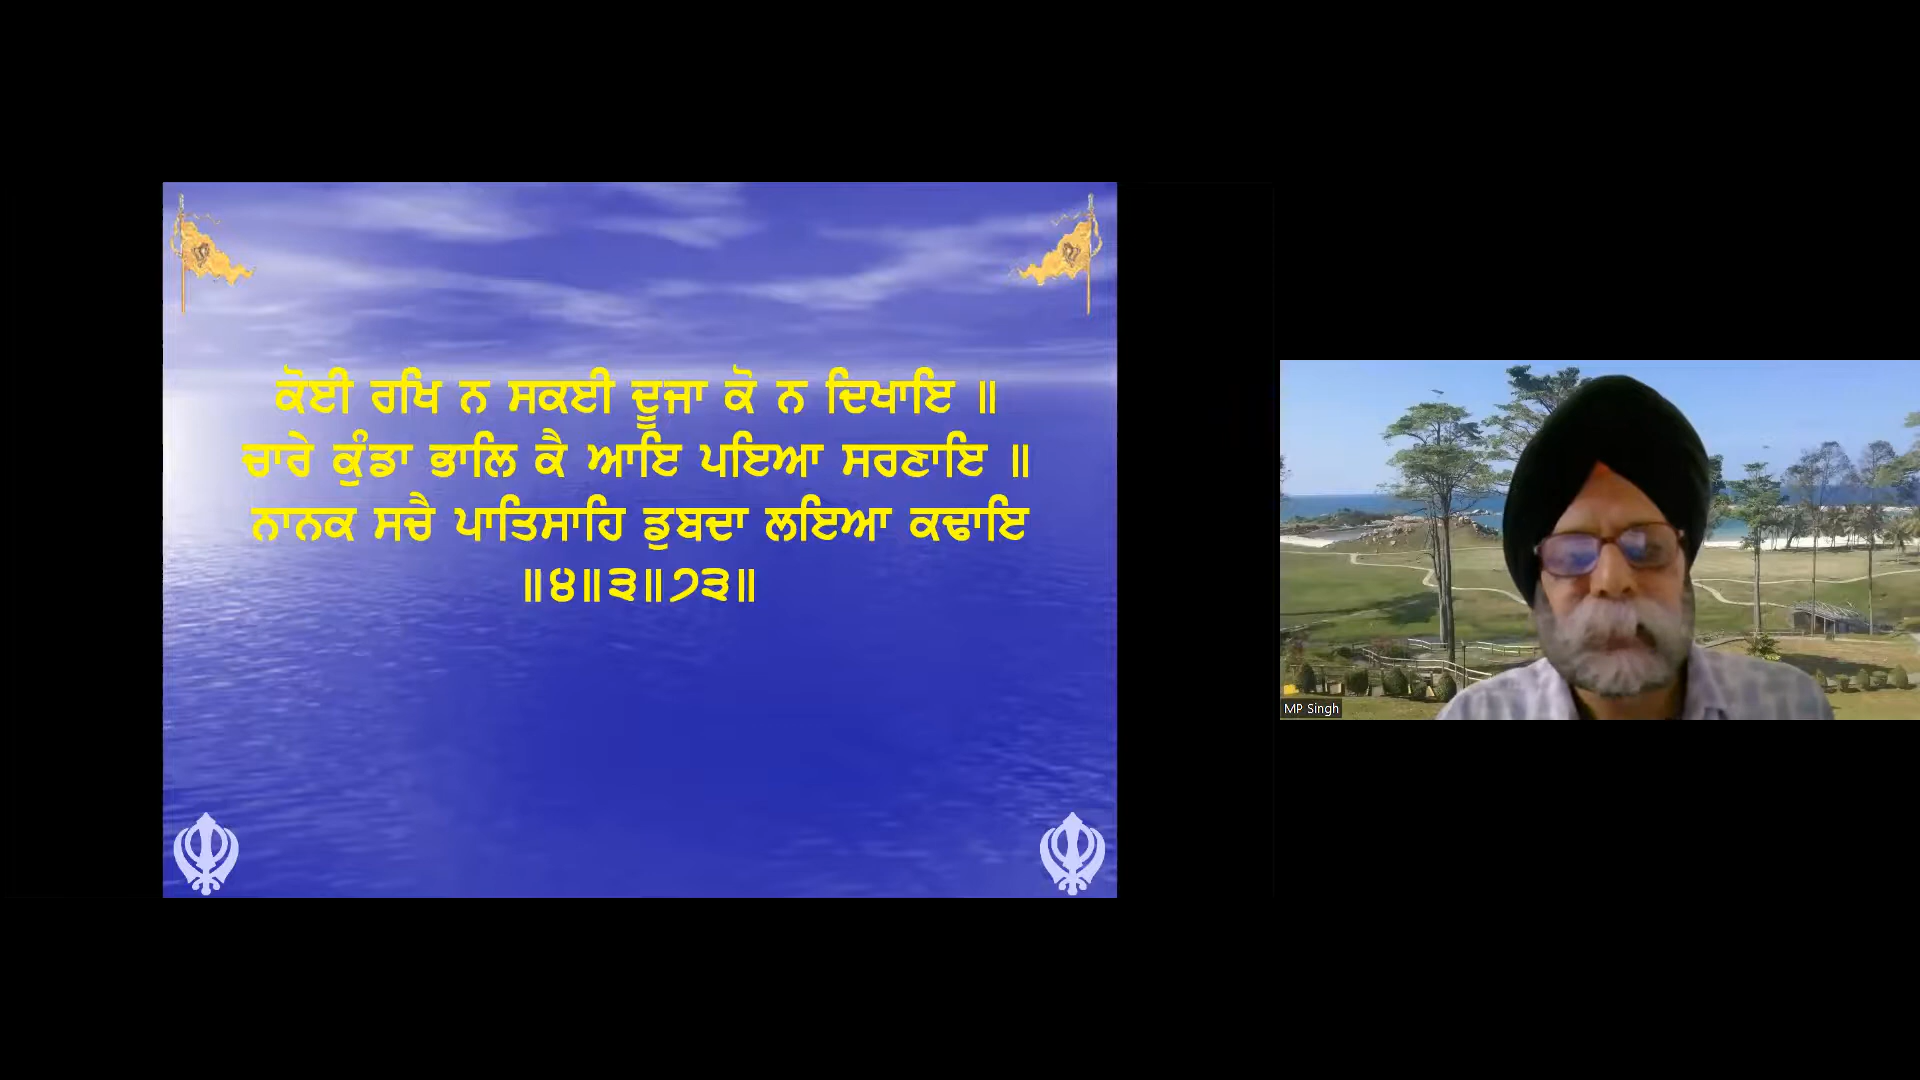 ਕੋਈ ਰਖਿ ਨ ਸਕਈ ਦੂਜਾ ਕੋ ਨ ਦਿਖਾਇ ॥
ਚਾਰੇ ਕੁੰਡਾ ਭਾਲਿ ਕੈ ਆਇ ਪਇਆ ਸਰਣਾਇ ॥
ਨਾਨਕ ਸਚੈ ਪਾਤਿਸਾਹਿ ਡੁਬਦਾ ਲਇਆ ਕਢਾਇ
॥੪॥੩॥੭੩॥
MP Singh